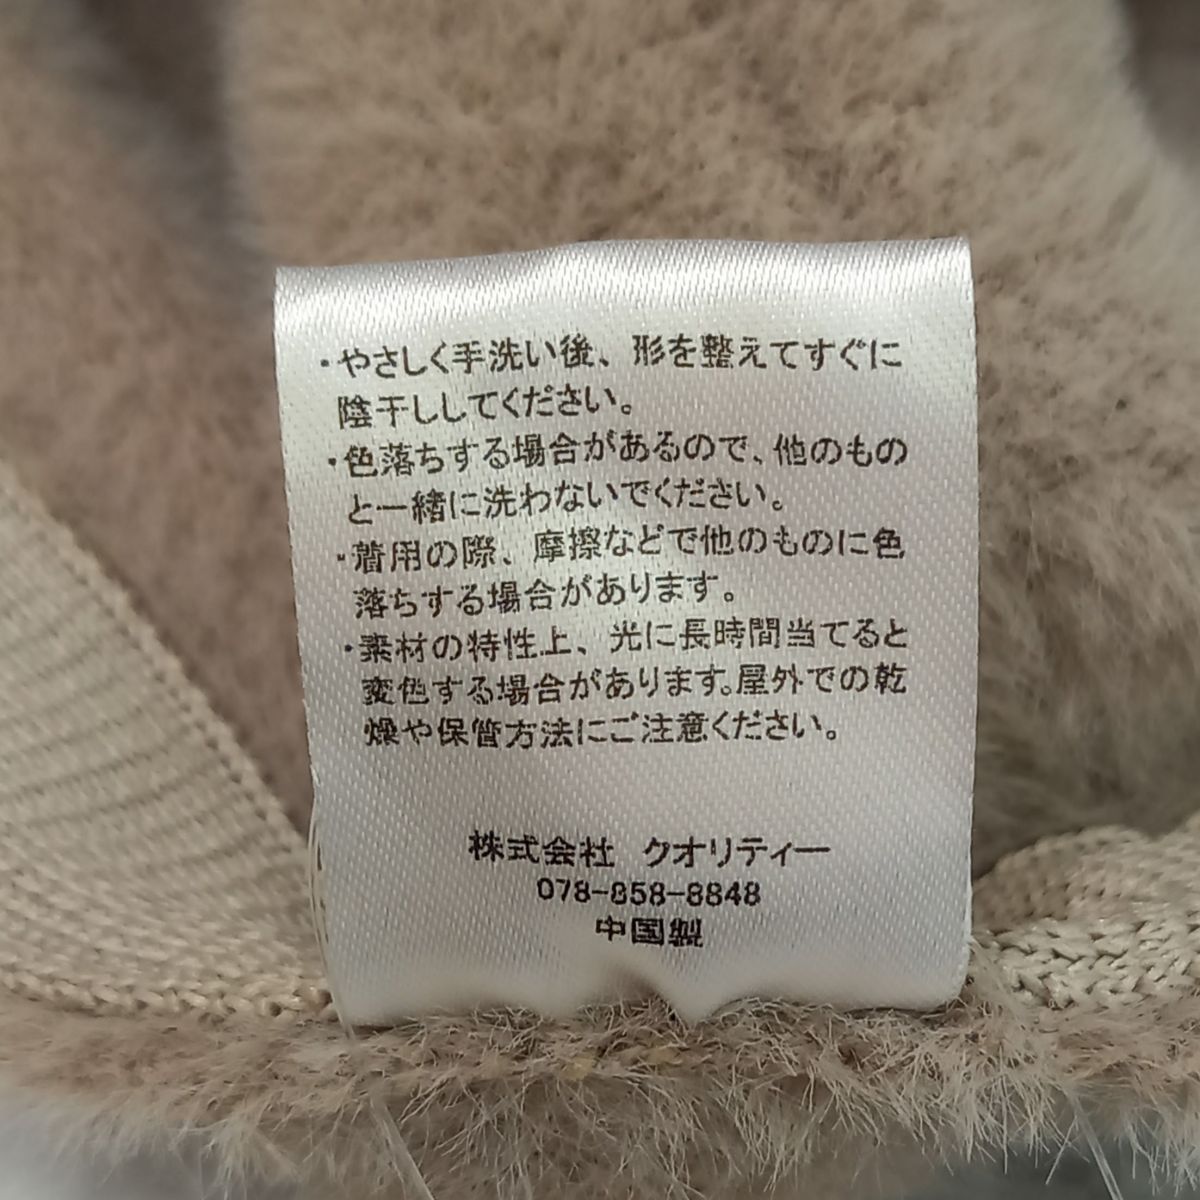 ・やさしく手洗い後、形を整えてすぐに
陰干ししてください。
・色落ちする場合があるので、他のもの
と一緒に洗わないでください。
・着用の際、摩擦などで他のものに色
落ちする場合があります。
・素材の特性上、光に長時間当てると
変色する場合があります。屋外での乾
燥や保管方法にご注意ください。
株式会社 クオリティー
078-858-8848
中国製